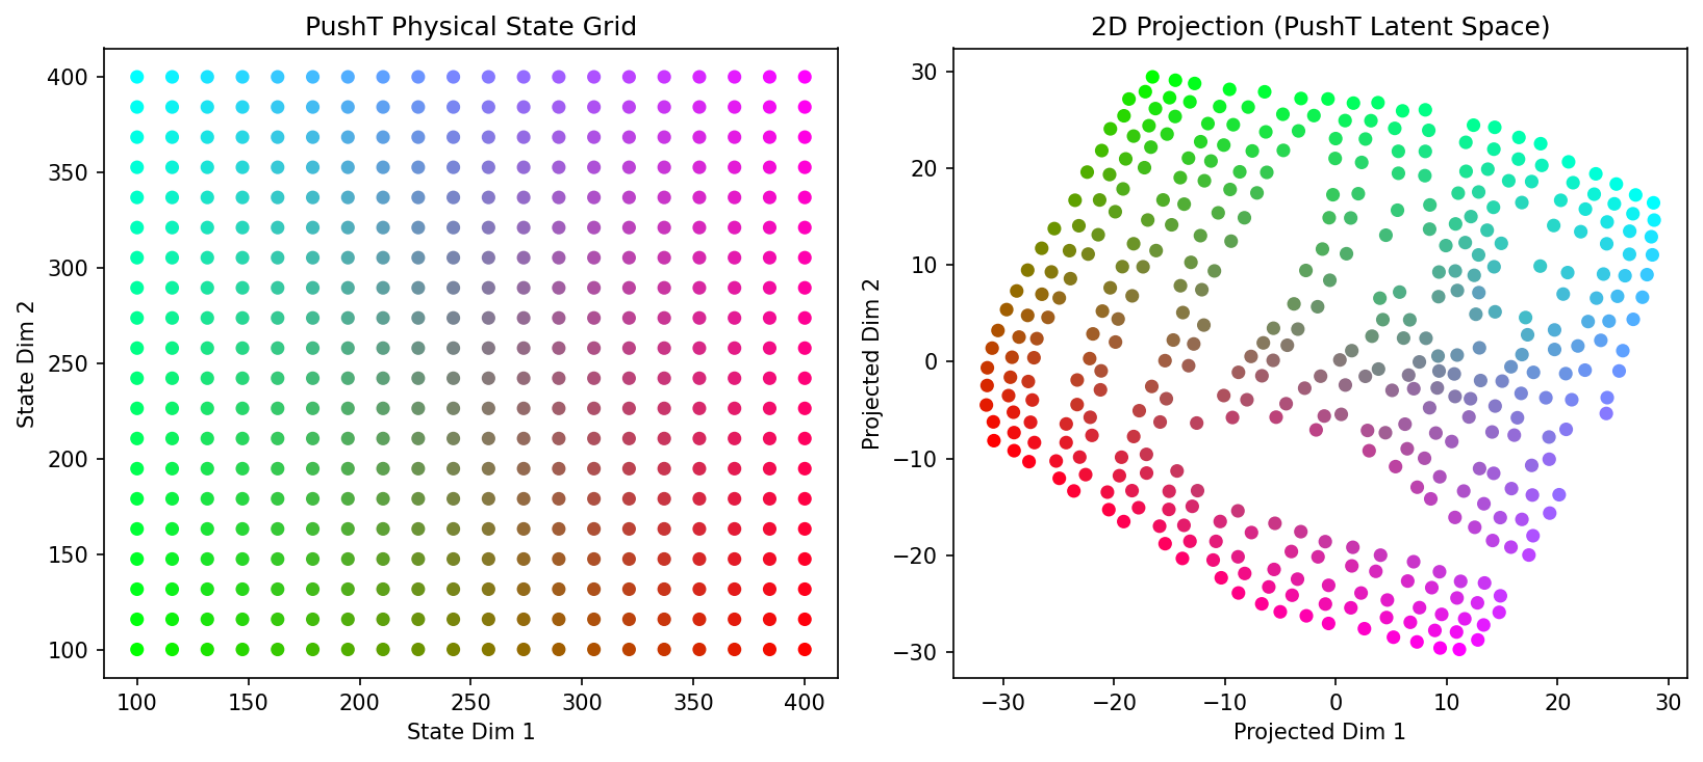 PushT Physical State Grid
400
350
300
250
200
150
100
State Dim 2
100 150 200 250 300 350 400
State Dim 1
2D Projection (PushT Latent Space)
30
20
10
0
−10
−20
−30
Projected Dim 2
−30 −20 −10 0 10 20 30
Projected Dim 1